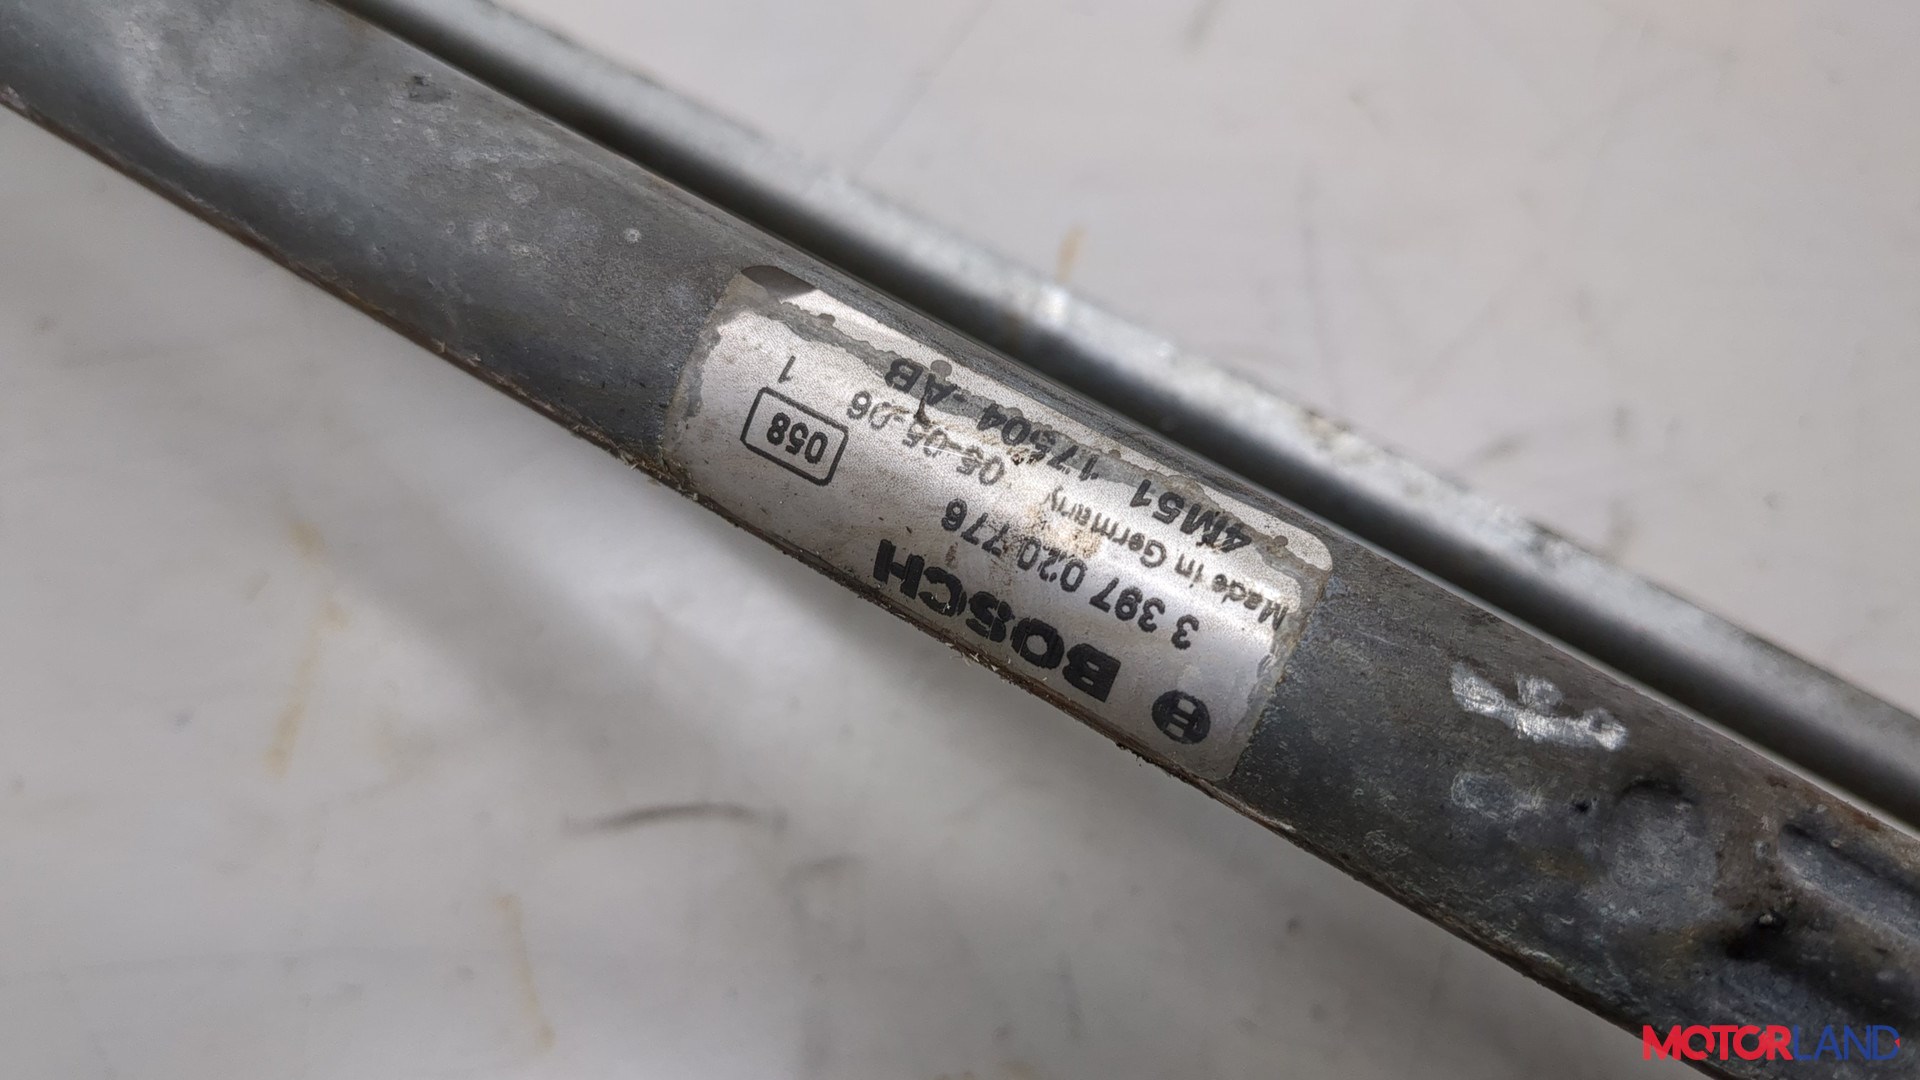 BOSCH
3 397 020 776 058
Made in Germany 05-05-06 1
4M51 17504-AB
MOTORLAND